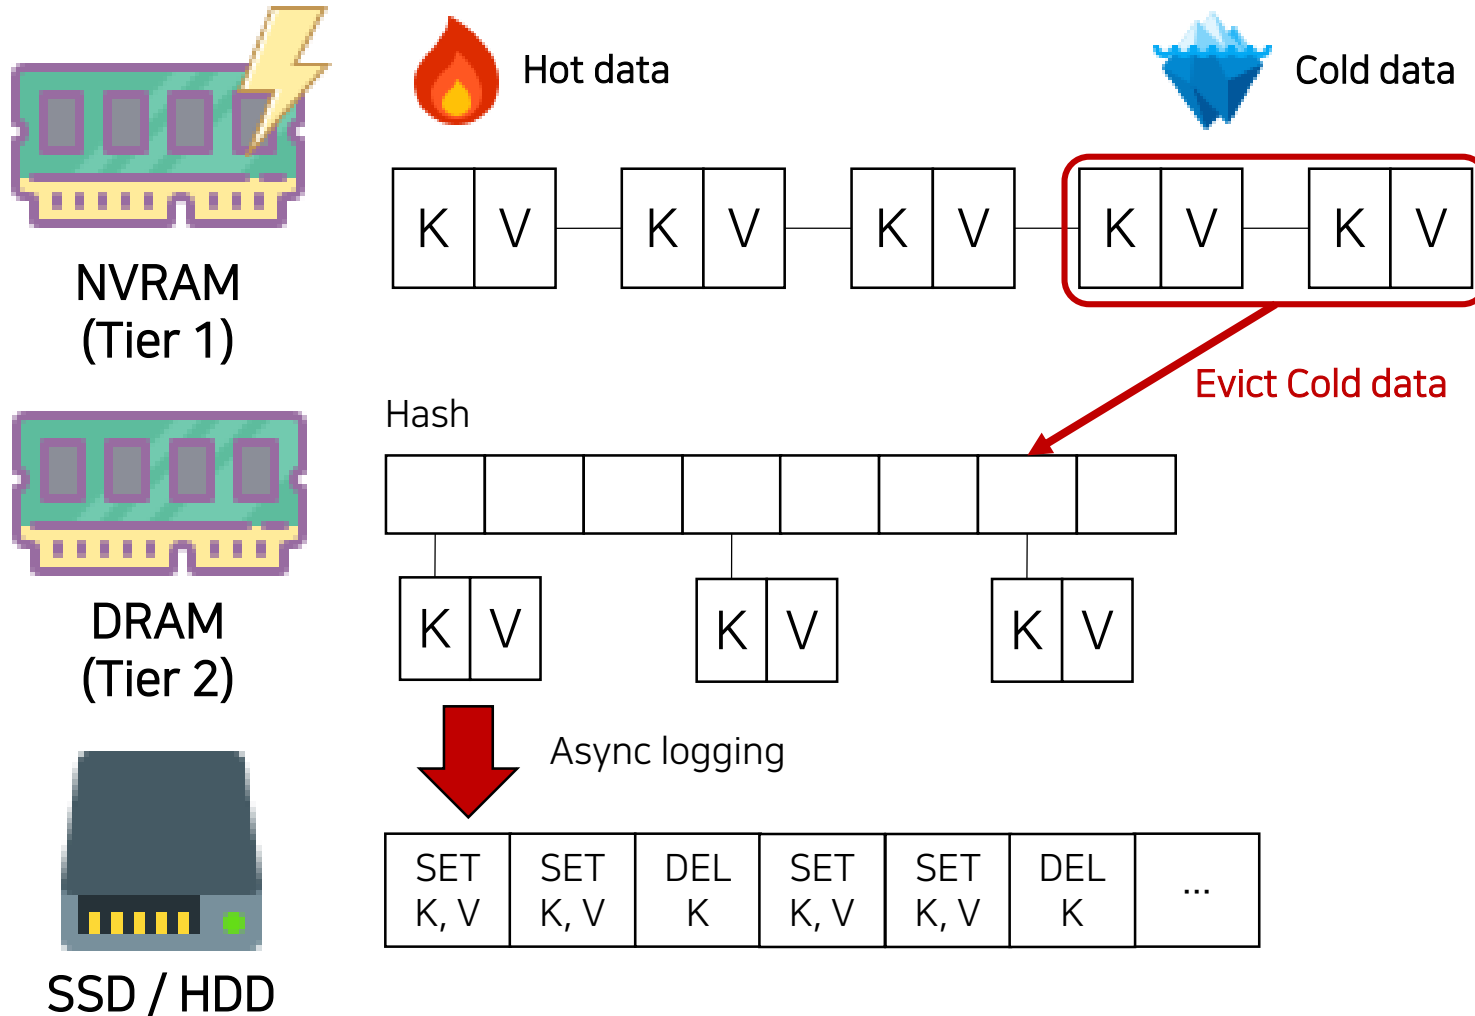 Hot data
Cold data
K V K V K V K V K V
NVRAM
(Tier 1)
Evict Cold data
Hash
K V K V K V
DRAM
(Tier 2)
Async logging
SET SET DEL SET SET DEL ...
K, V K, V K K, V K, V K
SSD / HDD